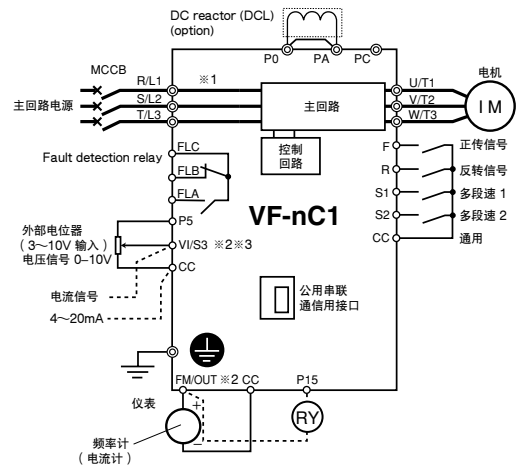 DC reactor (DCL)
(option)
P0
PA
PC
MCCB
R/L1
※1
U/T1
电机
主回路电源
S/L2
主回路
V/T2
IM
T/L3
W/T3
FLC
控制
回路
F
正传信号
Fault detection relay
FLB
R
反转信号
FLA
S1
多段速 1
VF-nC1
P5
S2
多段速 2
外部电位器
（3～10V 输入）
电压信号 0–10V
VI/S3 ※2※3
CC
通用
CC
电流信号
4～20mA
公用串联
通信用接口
FM/OUT ※2 CC
P15
仪表
+
RY
−
频率计
（电流计）